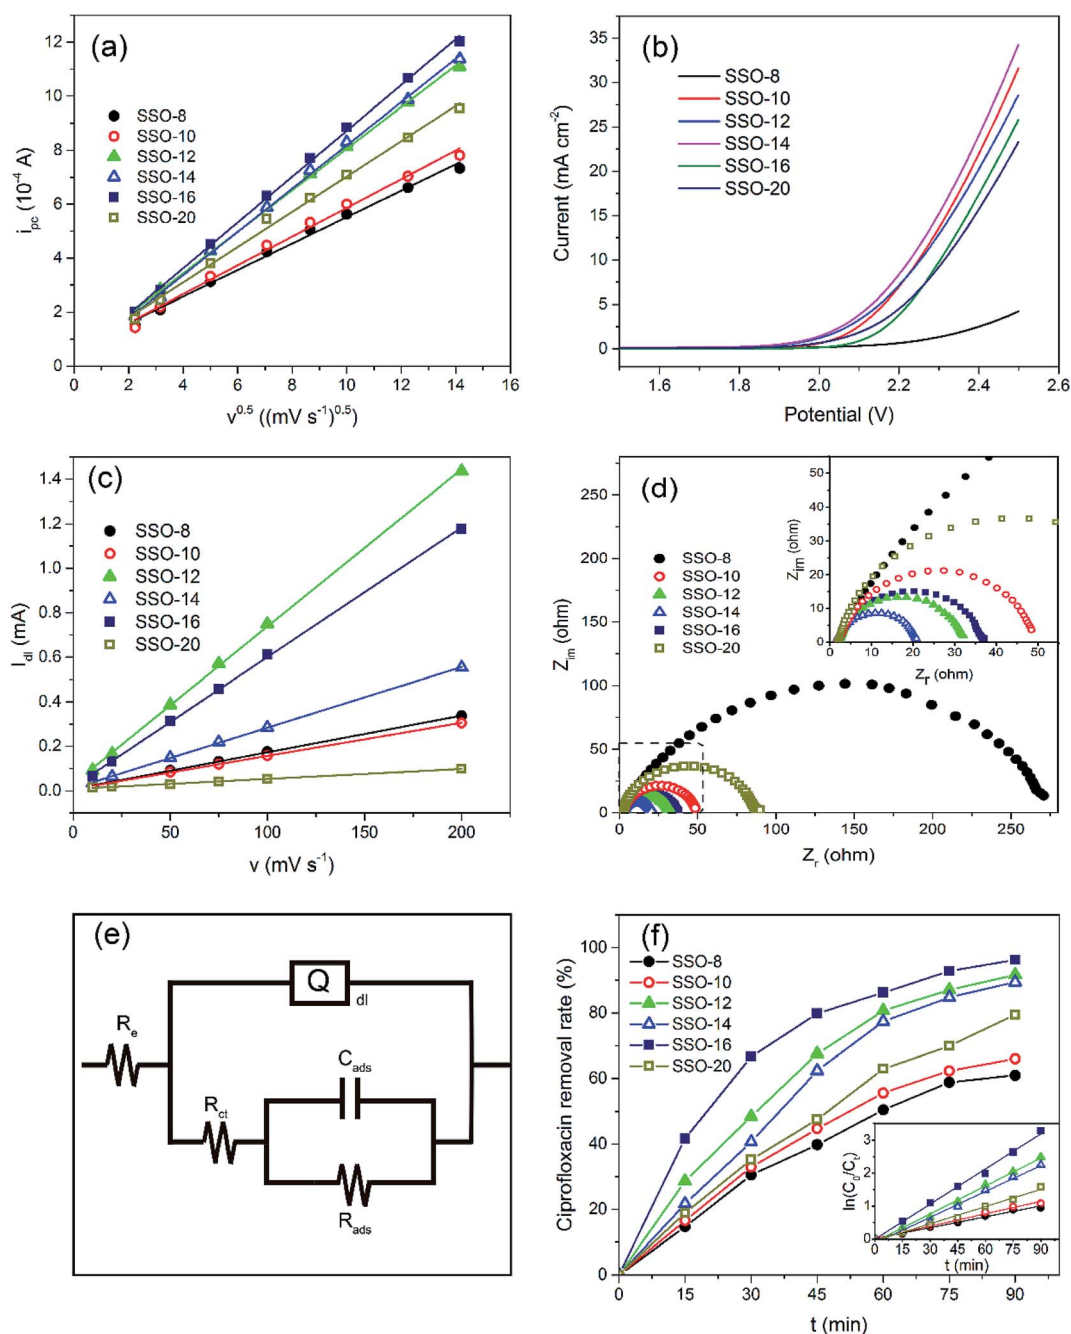 (a)
SSO-8
SSO-10
SSO-12
SSO-14
SSO-16
SSO-20
12
10
8
6
4
2
0
i_pc (10^-4 A)
0 2 4 6 8 10 12 14 16
v^0.5 ((mV s^-1)^0.5)
(b)
SSO-8
SSO-10
SSO-12
SSO-14
SSO-16
SSO-20
35
30
25
20
15
10
5
0
Current (mA cm^-2)
1.6 1.8 2.0 2.2 2.4 2.6
Potential (V)
(c)
SSO-8
SSO-10
SSO-12
SSO-14
SSO-16
SSO-20
1.4
1.2
1.0
0.8
0.6
0.4
0.2
0.0
I_dl (mA)
0 50 100 150 200
v (mV s^-1)
(d)
SSO-8
SSO-10
SSO-12
SSO-14
SSO-16
SSO-20
250
200
150
100
50
0
Z_im (ohm)
0 50 100 150 200 250
Z_r (ohm)
50
40
30
20
10
0
Z_im (ohm)
0 10 20 30 40 50
Z_r (ohm)
(e)
Q_dl
R_e
C_ads
R_ct
R_ads
(f)
SSO-8
SSO-10
SSO-12
SSO-14
SSO-16
SSO-20
100
80
60
40
20
0
Ciprofloxacin removal rate (%)
0 15 30 45 60 75 90
t (min)
3
2
1
0
ln(C_0/C_t)
0 15 30 45 60 75 90
t (min)